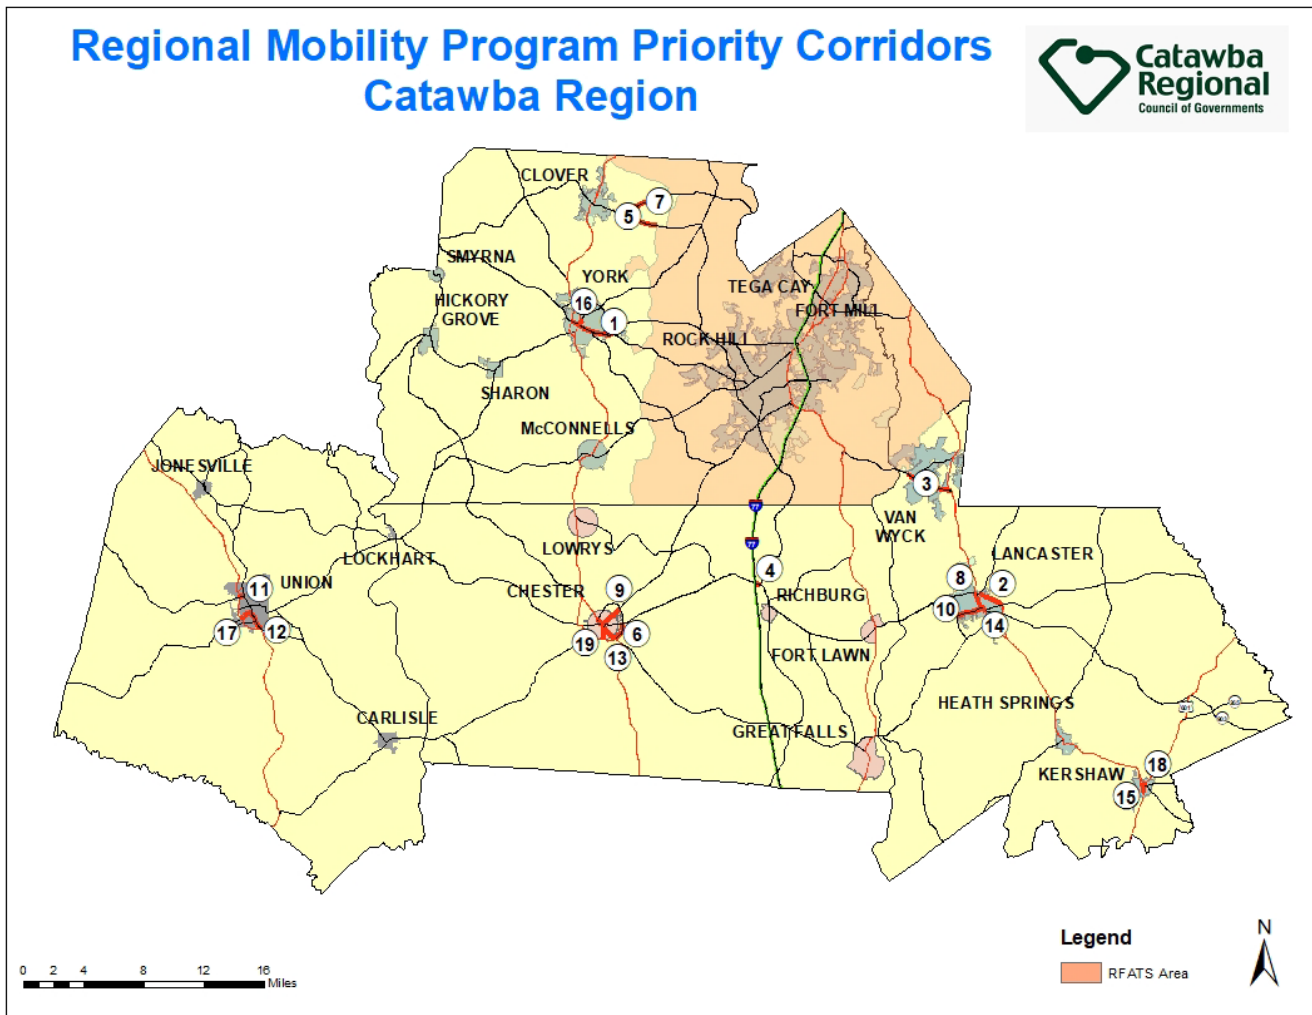 Regional Mobility Program Priority Corridors
Catawba Region
Catawba
Regional
Council of Governments
CLOVER
7
5
SMYRNA
YORK
TEGA CAY
HICKORY
GROVE
16
1
FORT MILL
ROCK HILL
SHARON
McCONNELLS
JONESVILLE
3
77
VAN
WYCK
77
LOWRYS
LOCKHART
LANCASTER
4
UNION
11
CHESTER
9
RICHBURG
8
2
10
17
12
19
6
13
14
FORT LAWN
CARLISLE
HEATH SPRINGS
GREAT FALLS
KERSHAW
18
15
N
Legend
RFATS Area
0 2 4 8 12 16
Miles